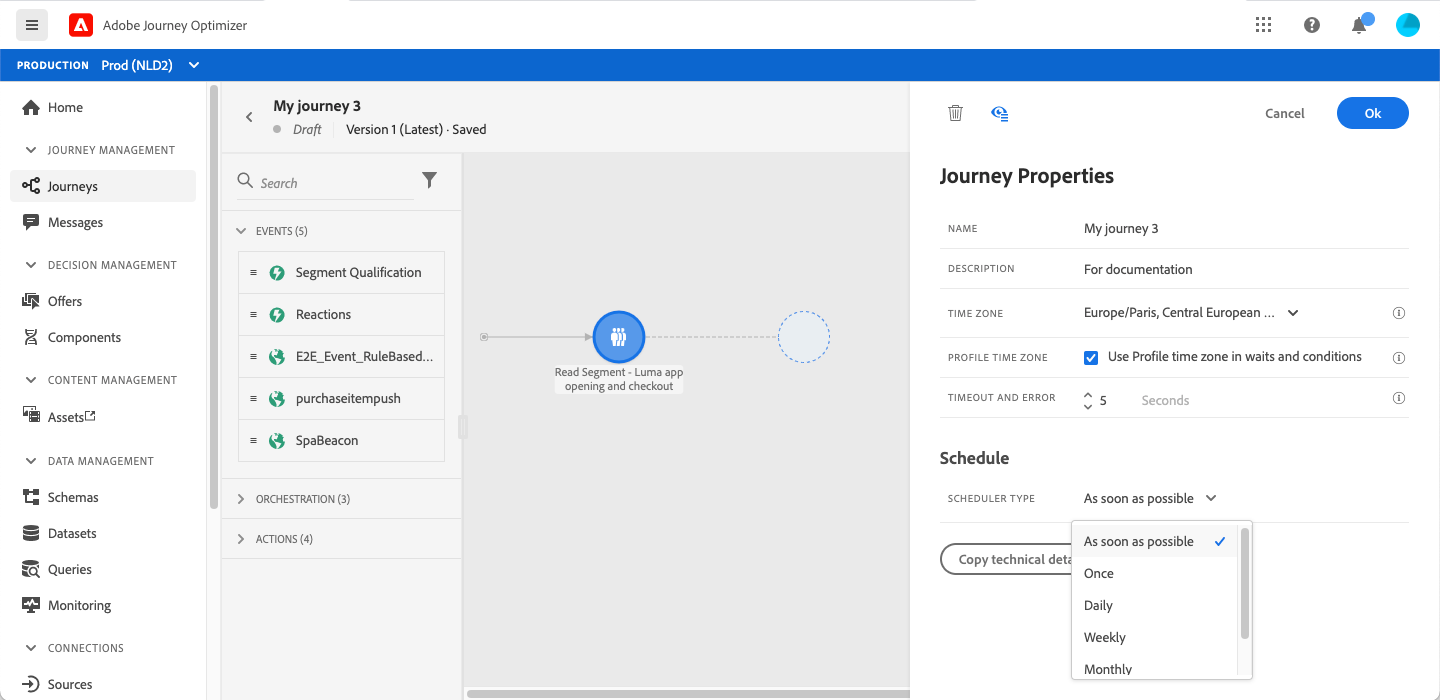 Adobe Journey Optimizer
PRODUCTION Prod (NLD2)
Home
JOURNEY MANAGEMENT
Journeys
Messages
DECISION MANAGEMENT
Offers
Components
CONTENT MANAGEMENT
Assets
DATA MANAGEMENT
Schemas
Datasets
Queries
Monitoring
CONNECTIONS
Sources
My journey 3
Draft Version 1 (Latest) · Saved
Search
EVENTS (5)
Segment Qualification
Reactions
E2E_Event_RuleBased...
purchaseitempush
SpaBeacon
ORCHESTRATION (3)
ACTIONS (4)
Read Segment - Luma app
opening and checkout
Cancel Ok
Journey Properties
NAME My journey 3
DESCRIPTION For documentation
TIME ZONE Europe/Paris, Central European ...
PROFILE TIME ZONE Use Profile time zone in waits and conditions
TIMEOUT AND ERROR 5 Seconds
Schedule
SCHEDULER TYPE As soon as possible
Copy technical deta
As soon as possible
Once
Daily
Weekly
Monthly